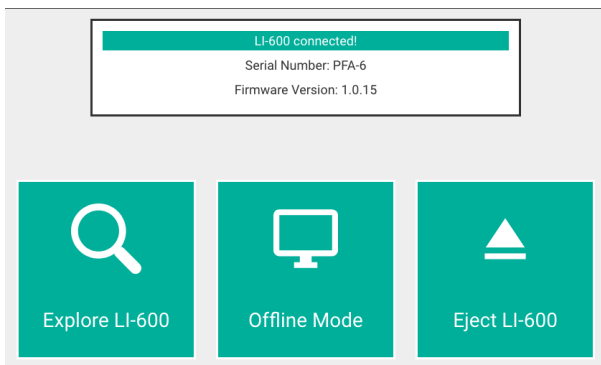 LI-600 connected!
Serial Number: PFA-6
Firmware Version: 1.0.15
Explore LI-600
Offline Mode
Eject LI-600